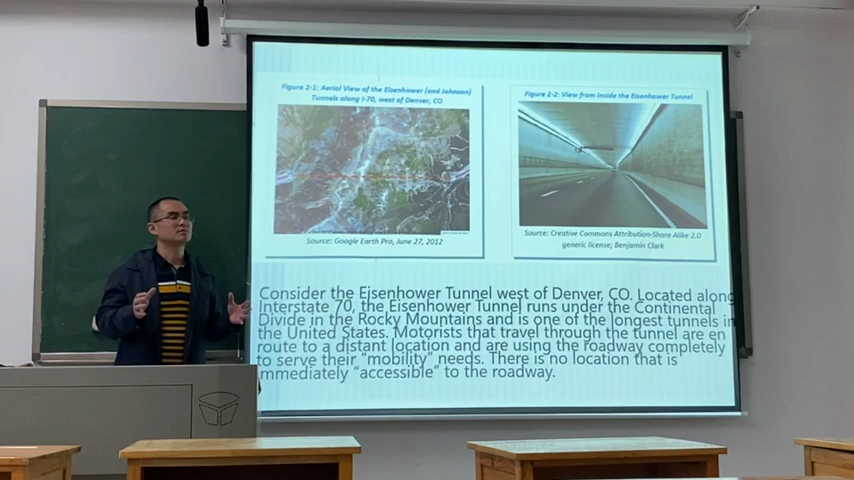 Figure 2-1: Aerial View of the Eisenhower (and Johnson)
Tunnels along I-70, west of Denver, CO
Source: Google Earth Pro, June 27, 2012
Figure 2-2: View from Inside the Eisenhower Tunnel
Source: Creative Commons Attribution-Share Alike 2.0
generic license; Benjamin Clark
Consider the Eisenhower Tunnel west of Denver, CO. Located along
Interstate 70, the Eisenhower Tunnel runs under the Continental
Divide in the Rocky Mountains and is one of the longest tunnels in
the United States. Motorists that travel through the tunnel are en
route to a distant location and are using the roadway completely
to serve their “mobility” needs. There is no location that is
immediately “accessible” to the roadway.